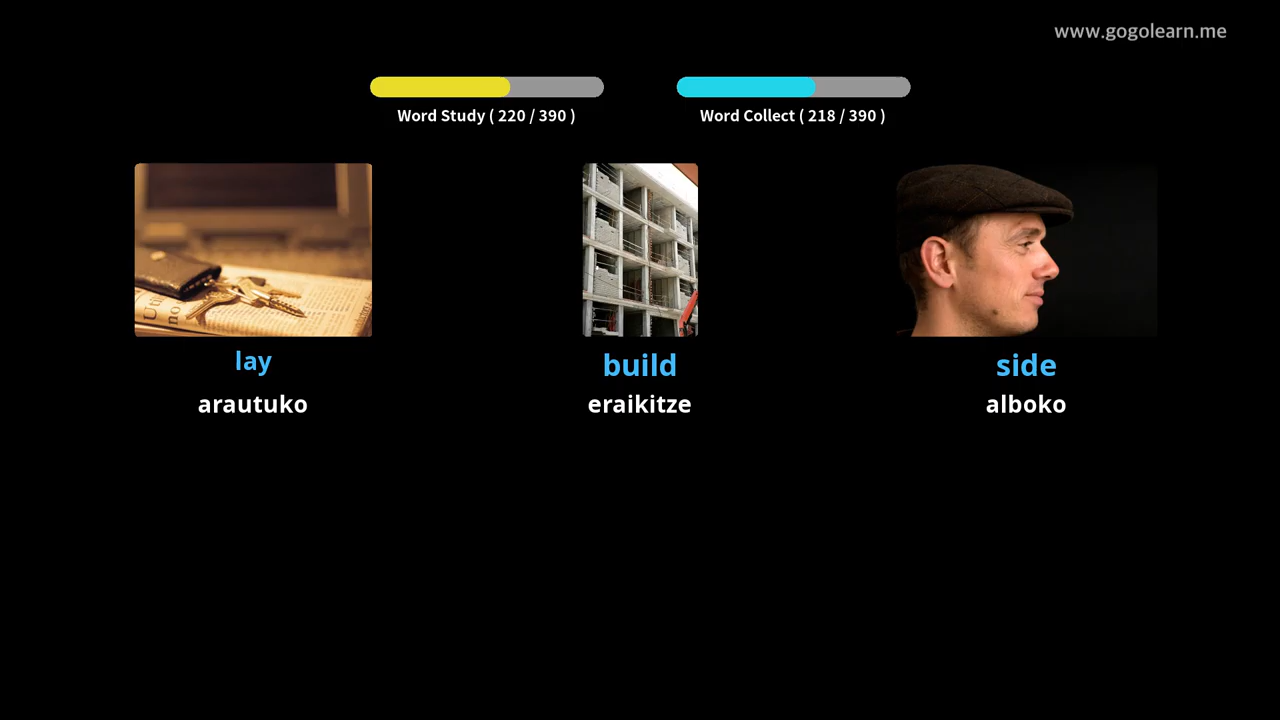 www.gogolearn.me
Word Study ( 220 / 390 )
Word Collect ( 218 / 390 )
lay
build
side
arautuko
eraikitze
alboko